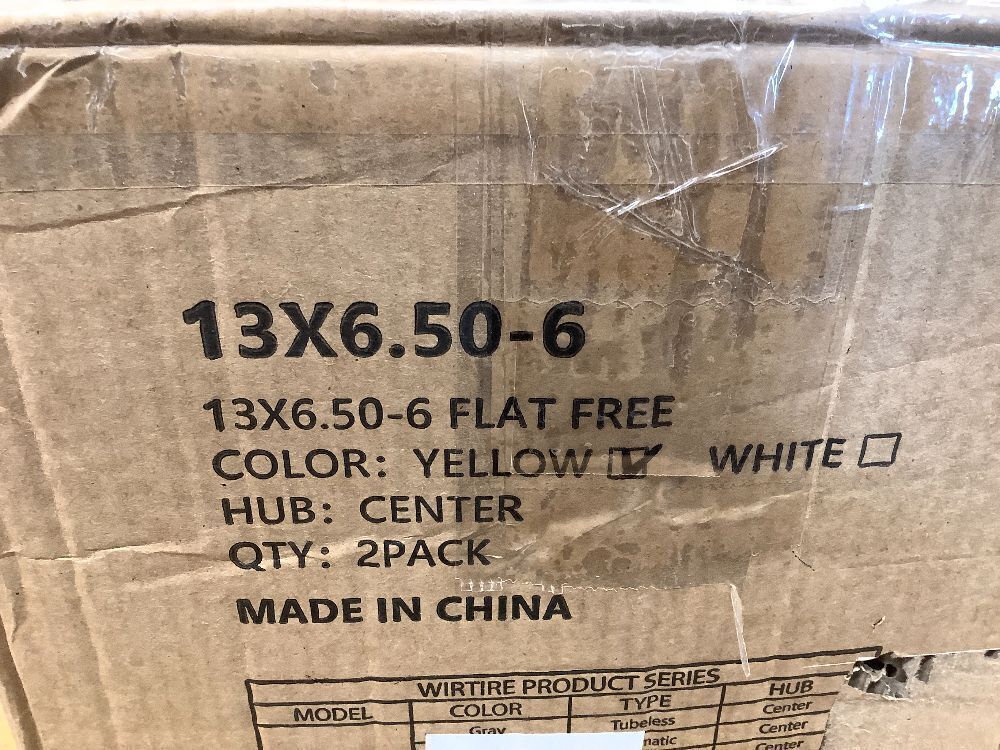 13X6.50-6
13X6.50-6 FLAT FREE
COLOR: YELLOW ☑ WHITE ☐
HUB: CENTER
QTY: 2PACK
MADE IN CHINA
WIRTIRE PRODUCT SERIES
MODEL COLOR TYPE HUB
Gray Tubeless Center
Center
Center